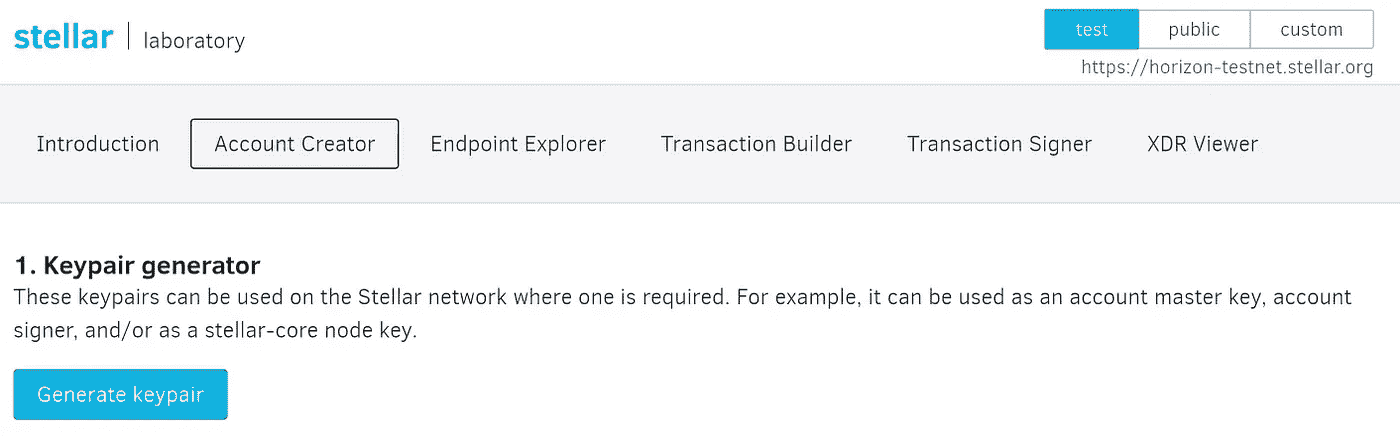 stellar | laboratory
test public custom
https://horizon-testnet.stellar.org
Introduction Account Creator Endpoint Explorer Transaction Builder Transaction Signer XDR Viewer
1. Keypair generator
These keypairs can be used on the Stellar network where one is required. For example, it can be used as an account master key, account
signer, and/or as a stellar-core node key.
Generate keypair